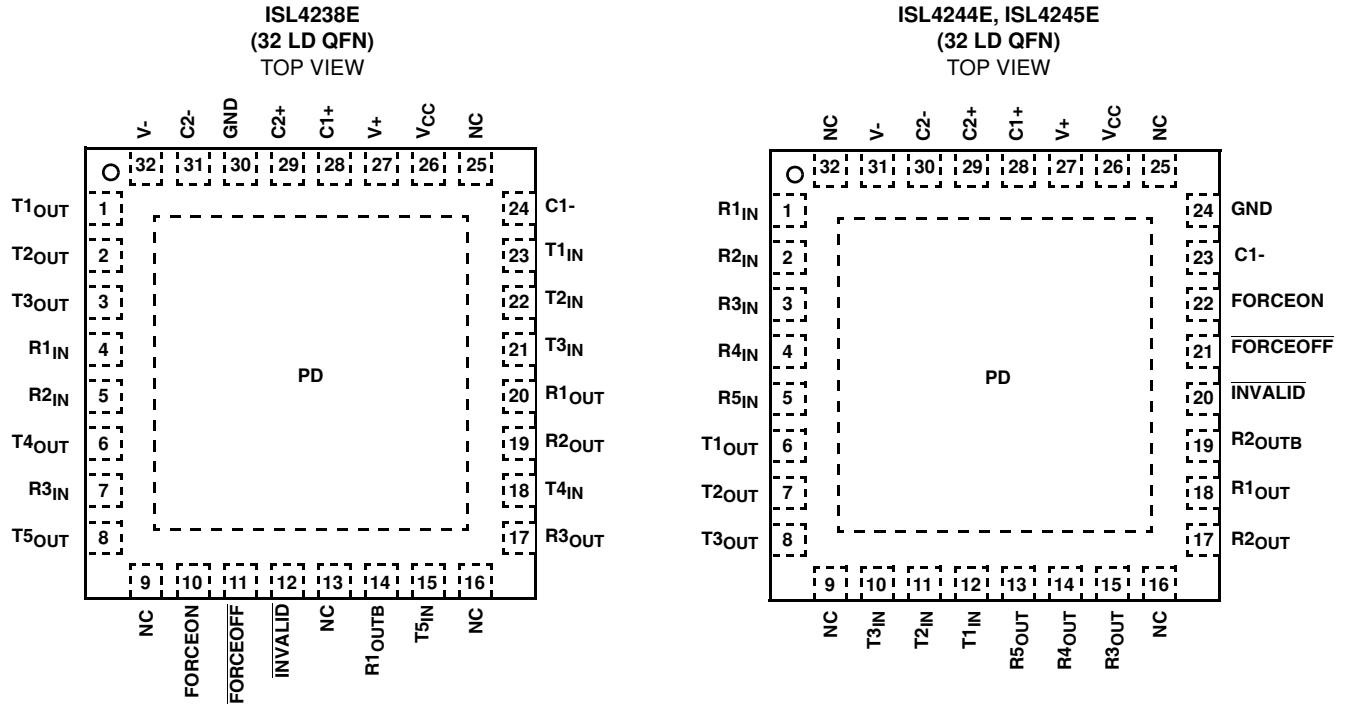 ISL4238E
(32 LD QFN)
TOP VIEW
V-
C2-
GND
C2+
C1+
V+
VCC
NC
32
31
30
29
28
27
26
25
T1OUT 1
T2OUT 2
T3OUT 3
R1IN 4
R2IN 5
T4OUT 6
R3IN 7
T5OUT 8
PD
24 C1-
23 T1IN
22 T2IN
21 T3IN
20 R1OUT
19 R2OUT
18 T4IN
17 R3OUT
9
10
11
12
13
14
15
16
NC
FORCEON
FORCEOFF
INVALID
NC
R1OUTB
T5IN
NC
ISL4244E, ISL4245E
(32 LD QFN)
TOP VIEW
NC
V-
C2-
C2+
C1+
V+
VCC
NC
32
31
30
29
28
27
26
25
R1IN 1
R2IN 2
R3IN 3
R4IN 4
R5IN 5
T1OUT 6
T2OUT 7
T3OUT 8
PD
24 GND
23 C1-
22 FORCEON
21 FORCEOFF
20 INVALID
19 R2OUTB
18 R1OUT
17 R2OUT
9
10
11
12
13
14
15
16
NC
T3IN
T2IN
T1IN
R5OUT
R4OUT
R3OUT
NC